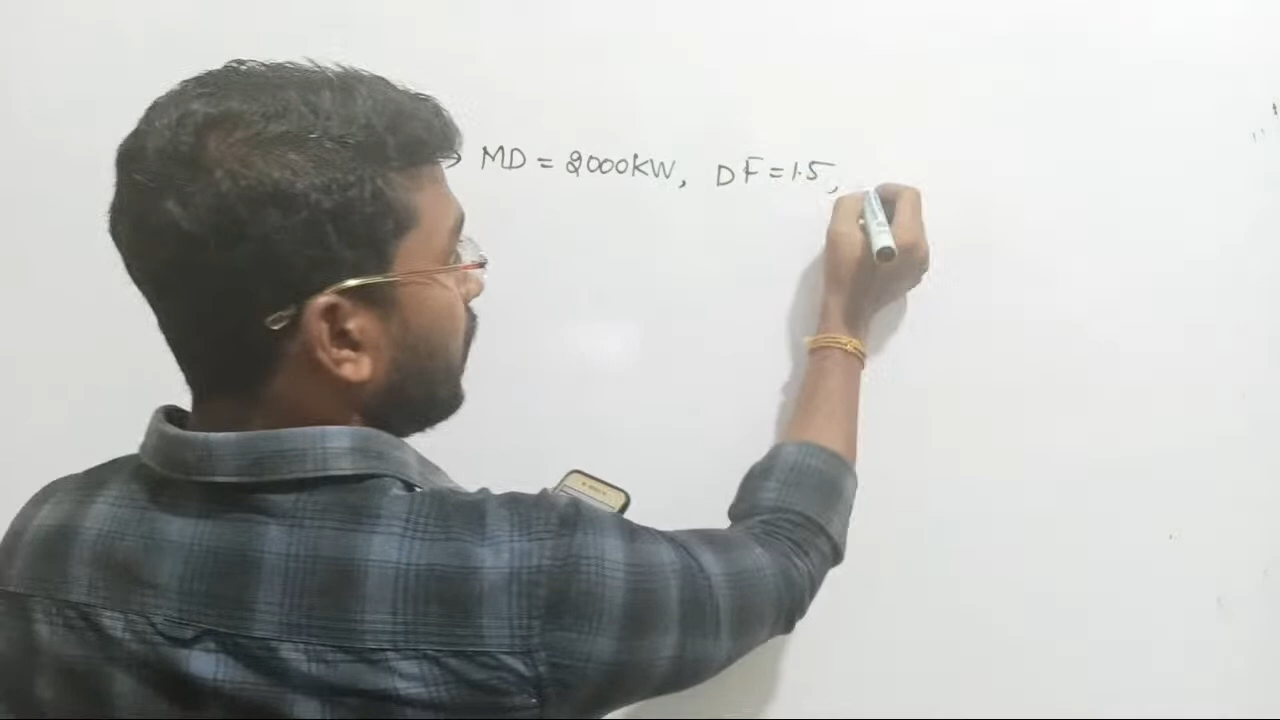 → MD = 2000KW, DF = 1.5,